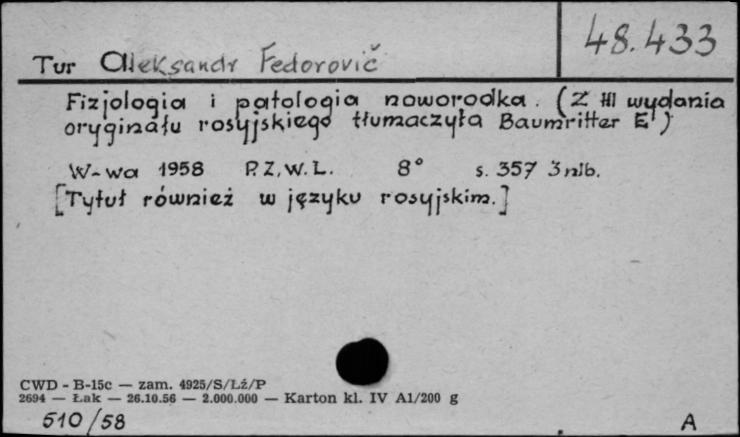 48.433
Tur Aleksandr Fedorovič
Fizjologia i patologia noworodka. (Z III wydania
oryginału rosyjskiego tłumaczyła Baumritter E)
W-wa 1958 P.Z.W.L. 8° s. 357 3 nlb.
[Tytuł również w języku rosyjskim.]
CWD - B-15c — zam. 4925/S/Lż/P
2694 — Łak — 26.10.56 — 2.000.000 — Karton kl. IV A1/200 g
510/58 A